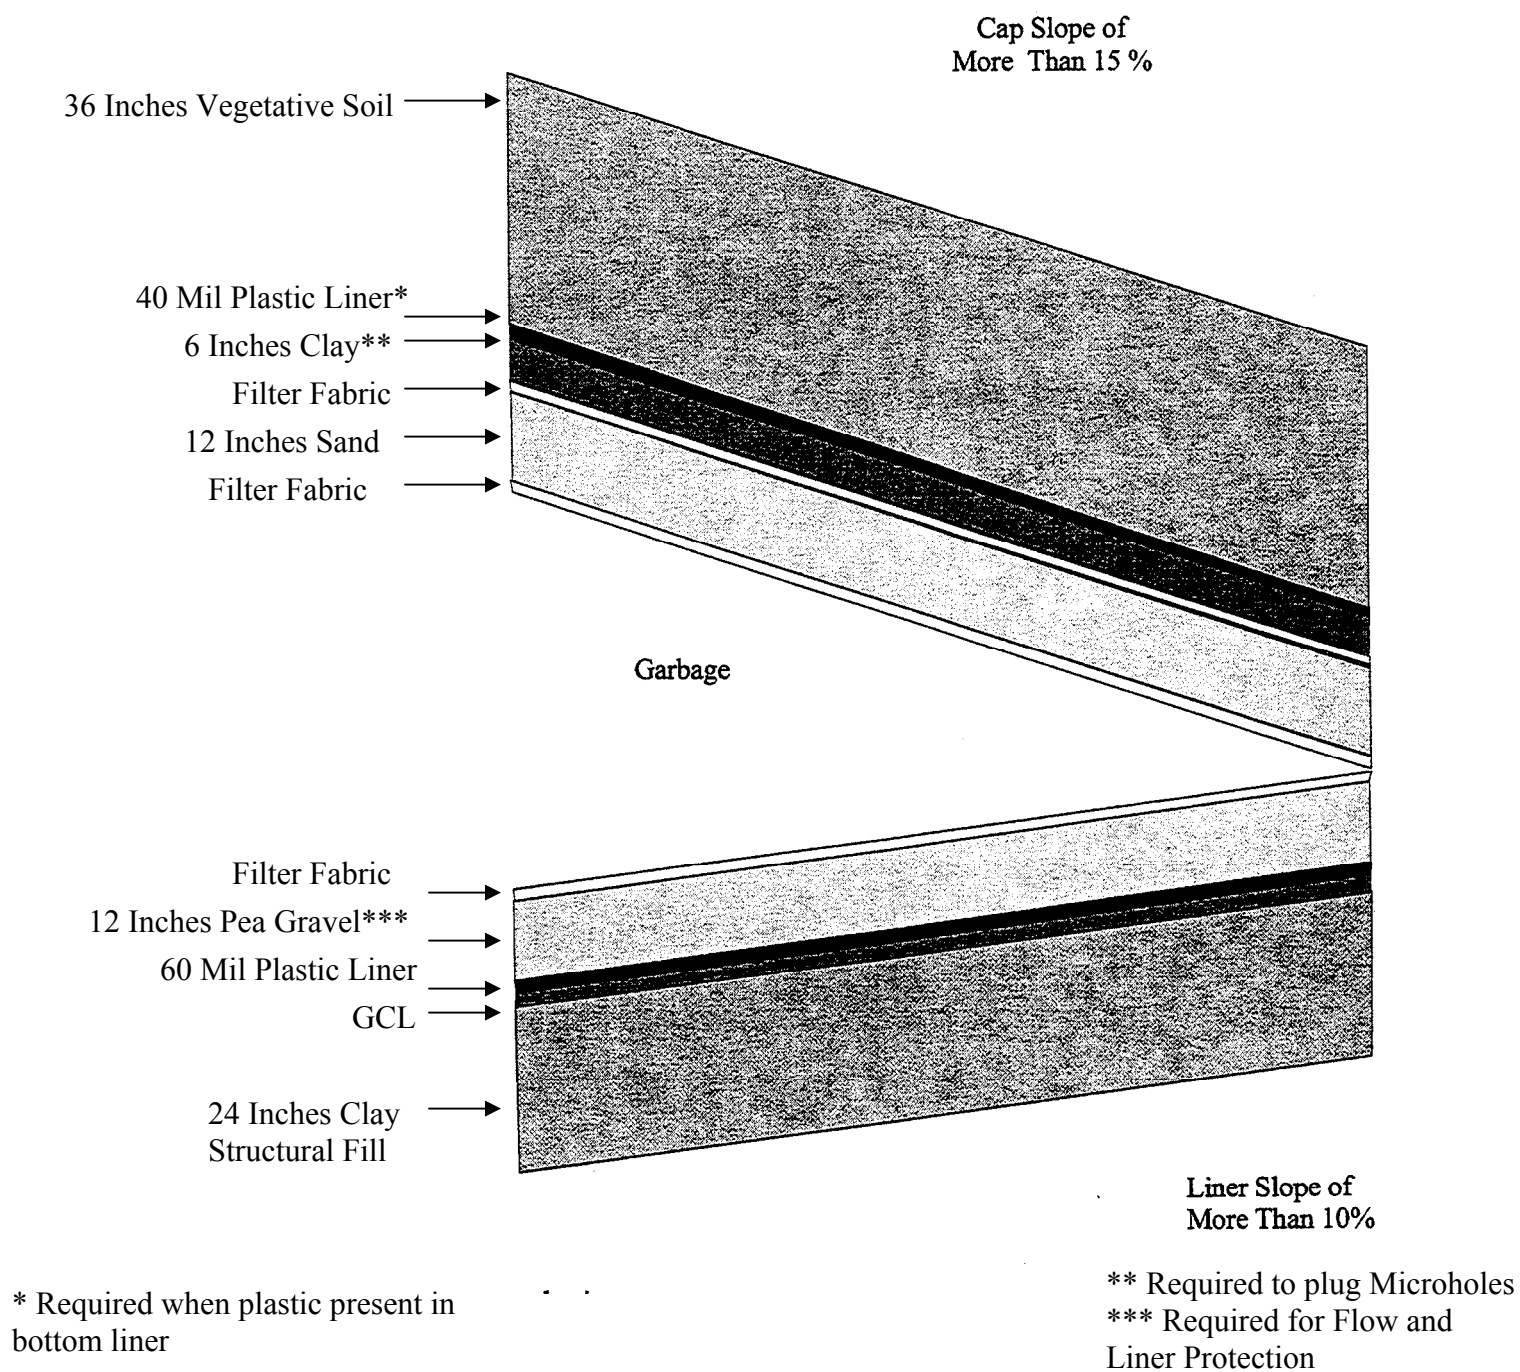 Cap Slope of
More Than 15 %
36 Inches Vegetative Soil
40 Mil Plastic Liner*
6 Inches Clay**
Filter Fabric
12 Inches Sand
Filter Fabric
Garbage
Filter Fabric
12 Inches Pea Gravel***
60 Mil Plastic Liner
GCL
24 Inches Clay
Structural Fill
Liner Slope of
More Than 10%
* Required when plastic present in
bottom liner
** Required to plug Microholes
*** Required for Flow and
Liner Protection